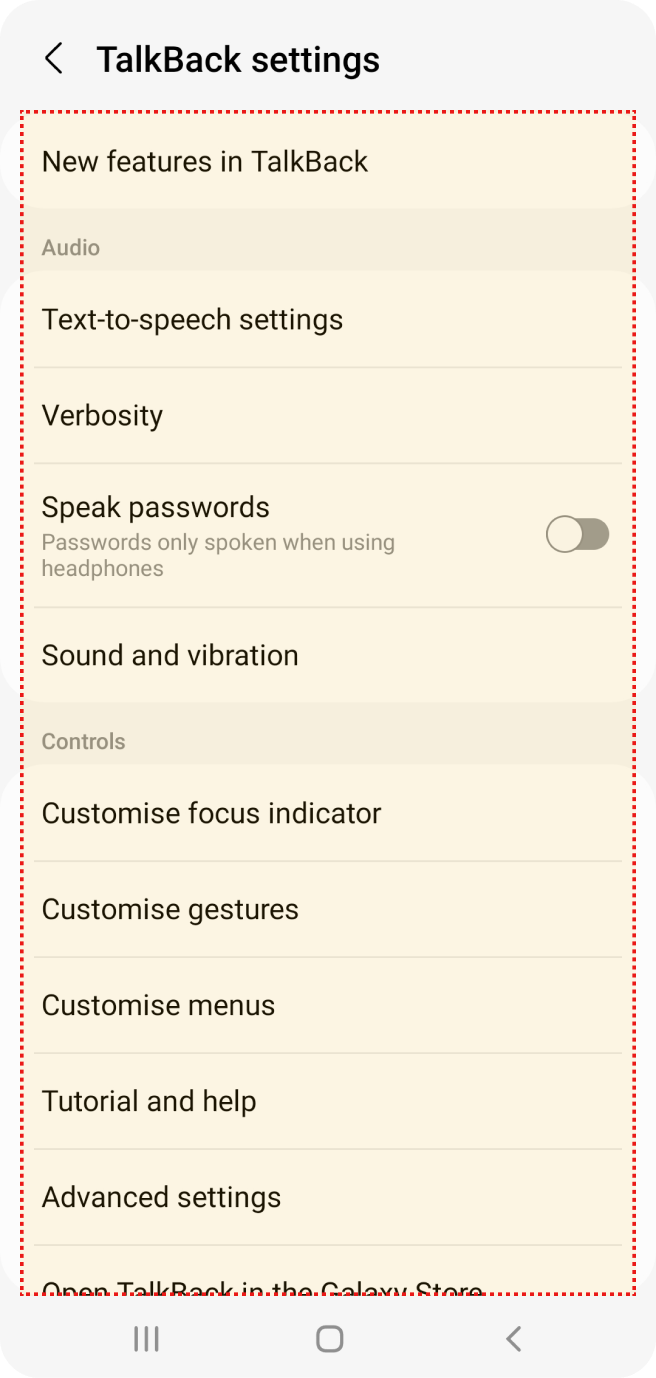 TalkBack settings
New features in TalkBack
Audio
Text-to-speech settings
Verbosity
Speak passwords
Passwords only spoken when using
headphones
Sound and vibration
Controls
Customise focus indicator
Customise gestures
Customise menus
Tutorial and help
Advanced settings
Open TalkBack in the Galaxy Store